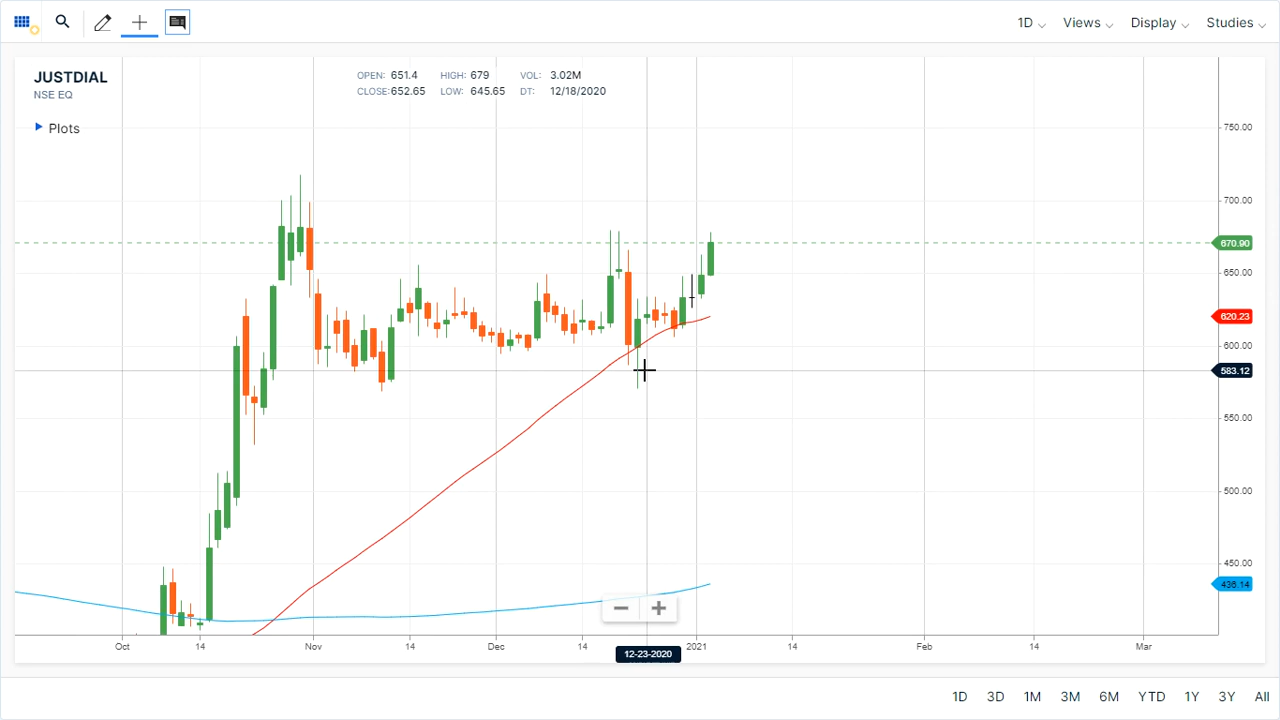 1D Views Display Studies
JUSTDIAL
NSE EQ
OPEN: 651.4 HIGH: 679 VOL: 3.02M
CLOSE:652.65 LOW: 645.65 DT: 12/18/2020
Plots
750.00
700.00
670.90
650.00
620.23
600.00
583.12
550.00
500.00
450.00
436.14
Oct 14 Nov 14 Dec 14 2021 14 Feb 14 Mar
12-23-2020
1D 3D 1M 3M 6M YTD 1Y 3Y All